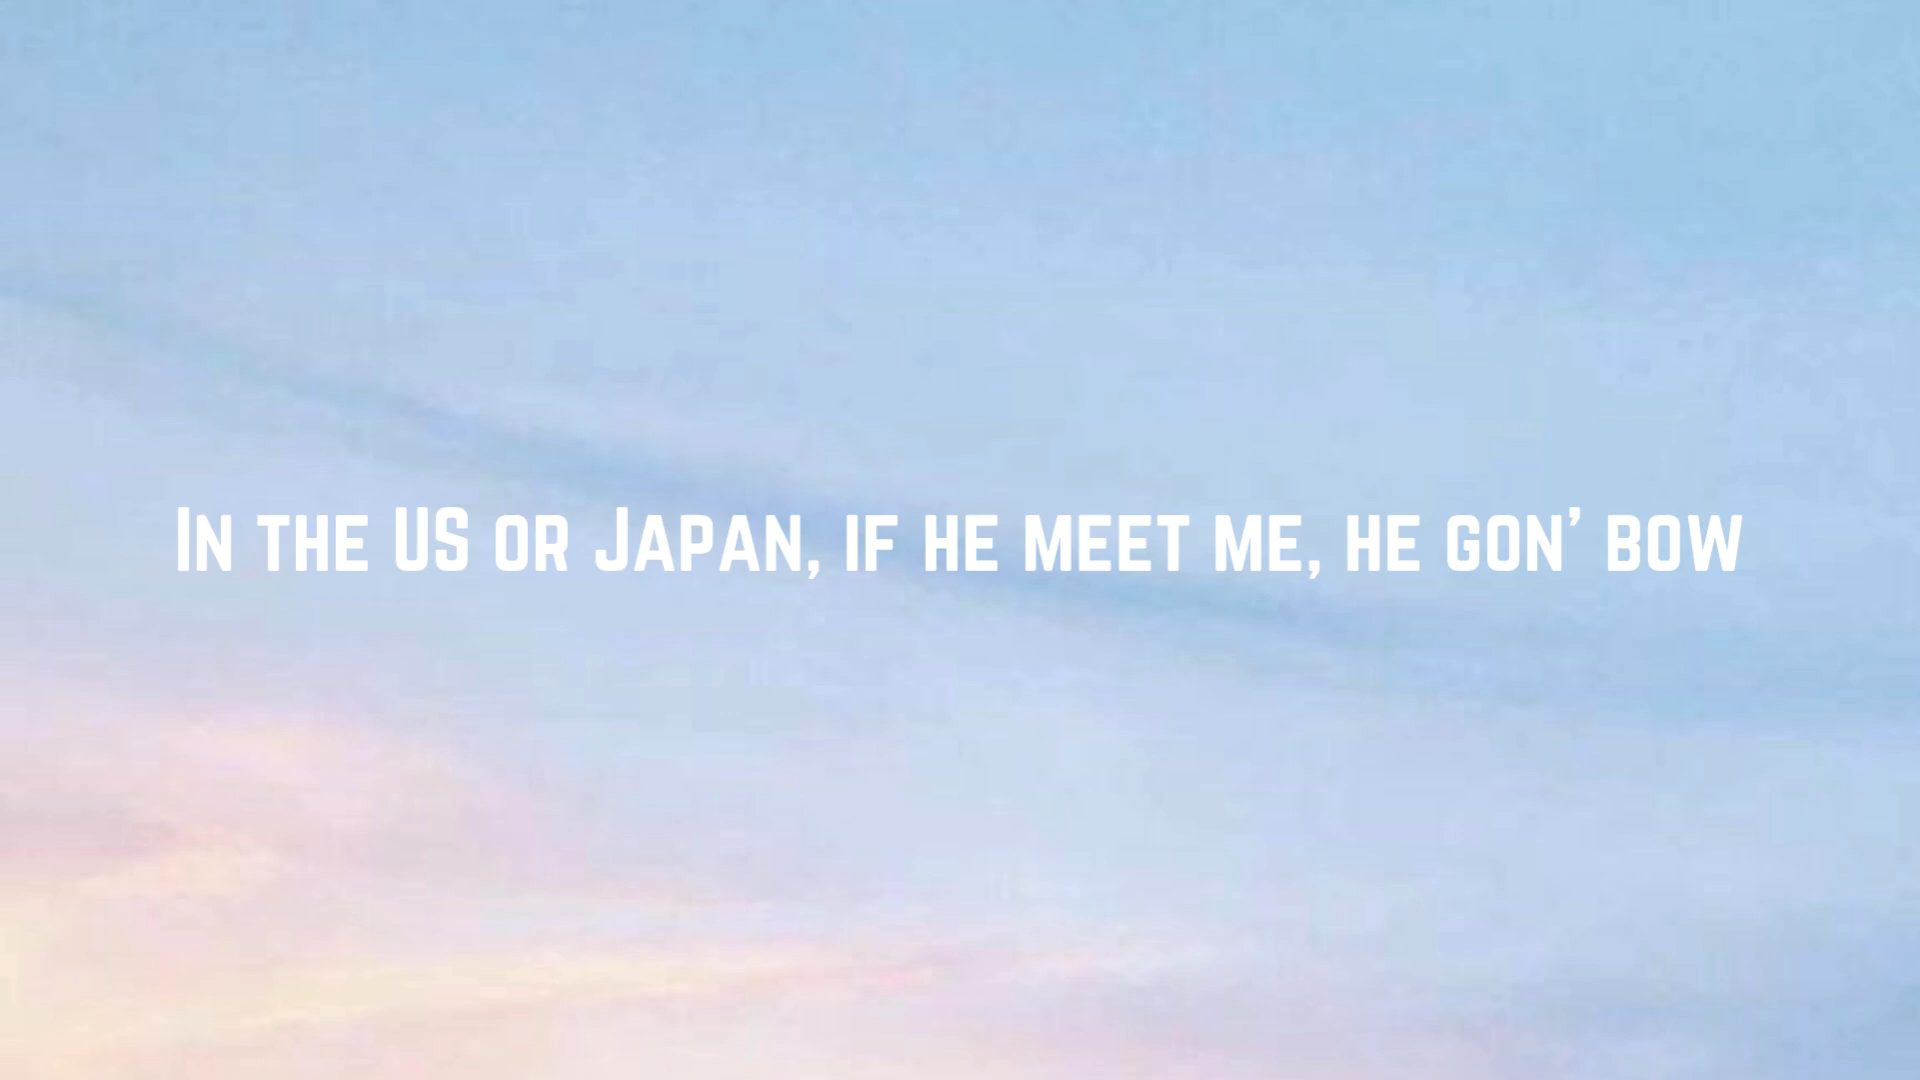 In the US or Japan, if he meet me, he gon' bow